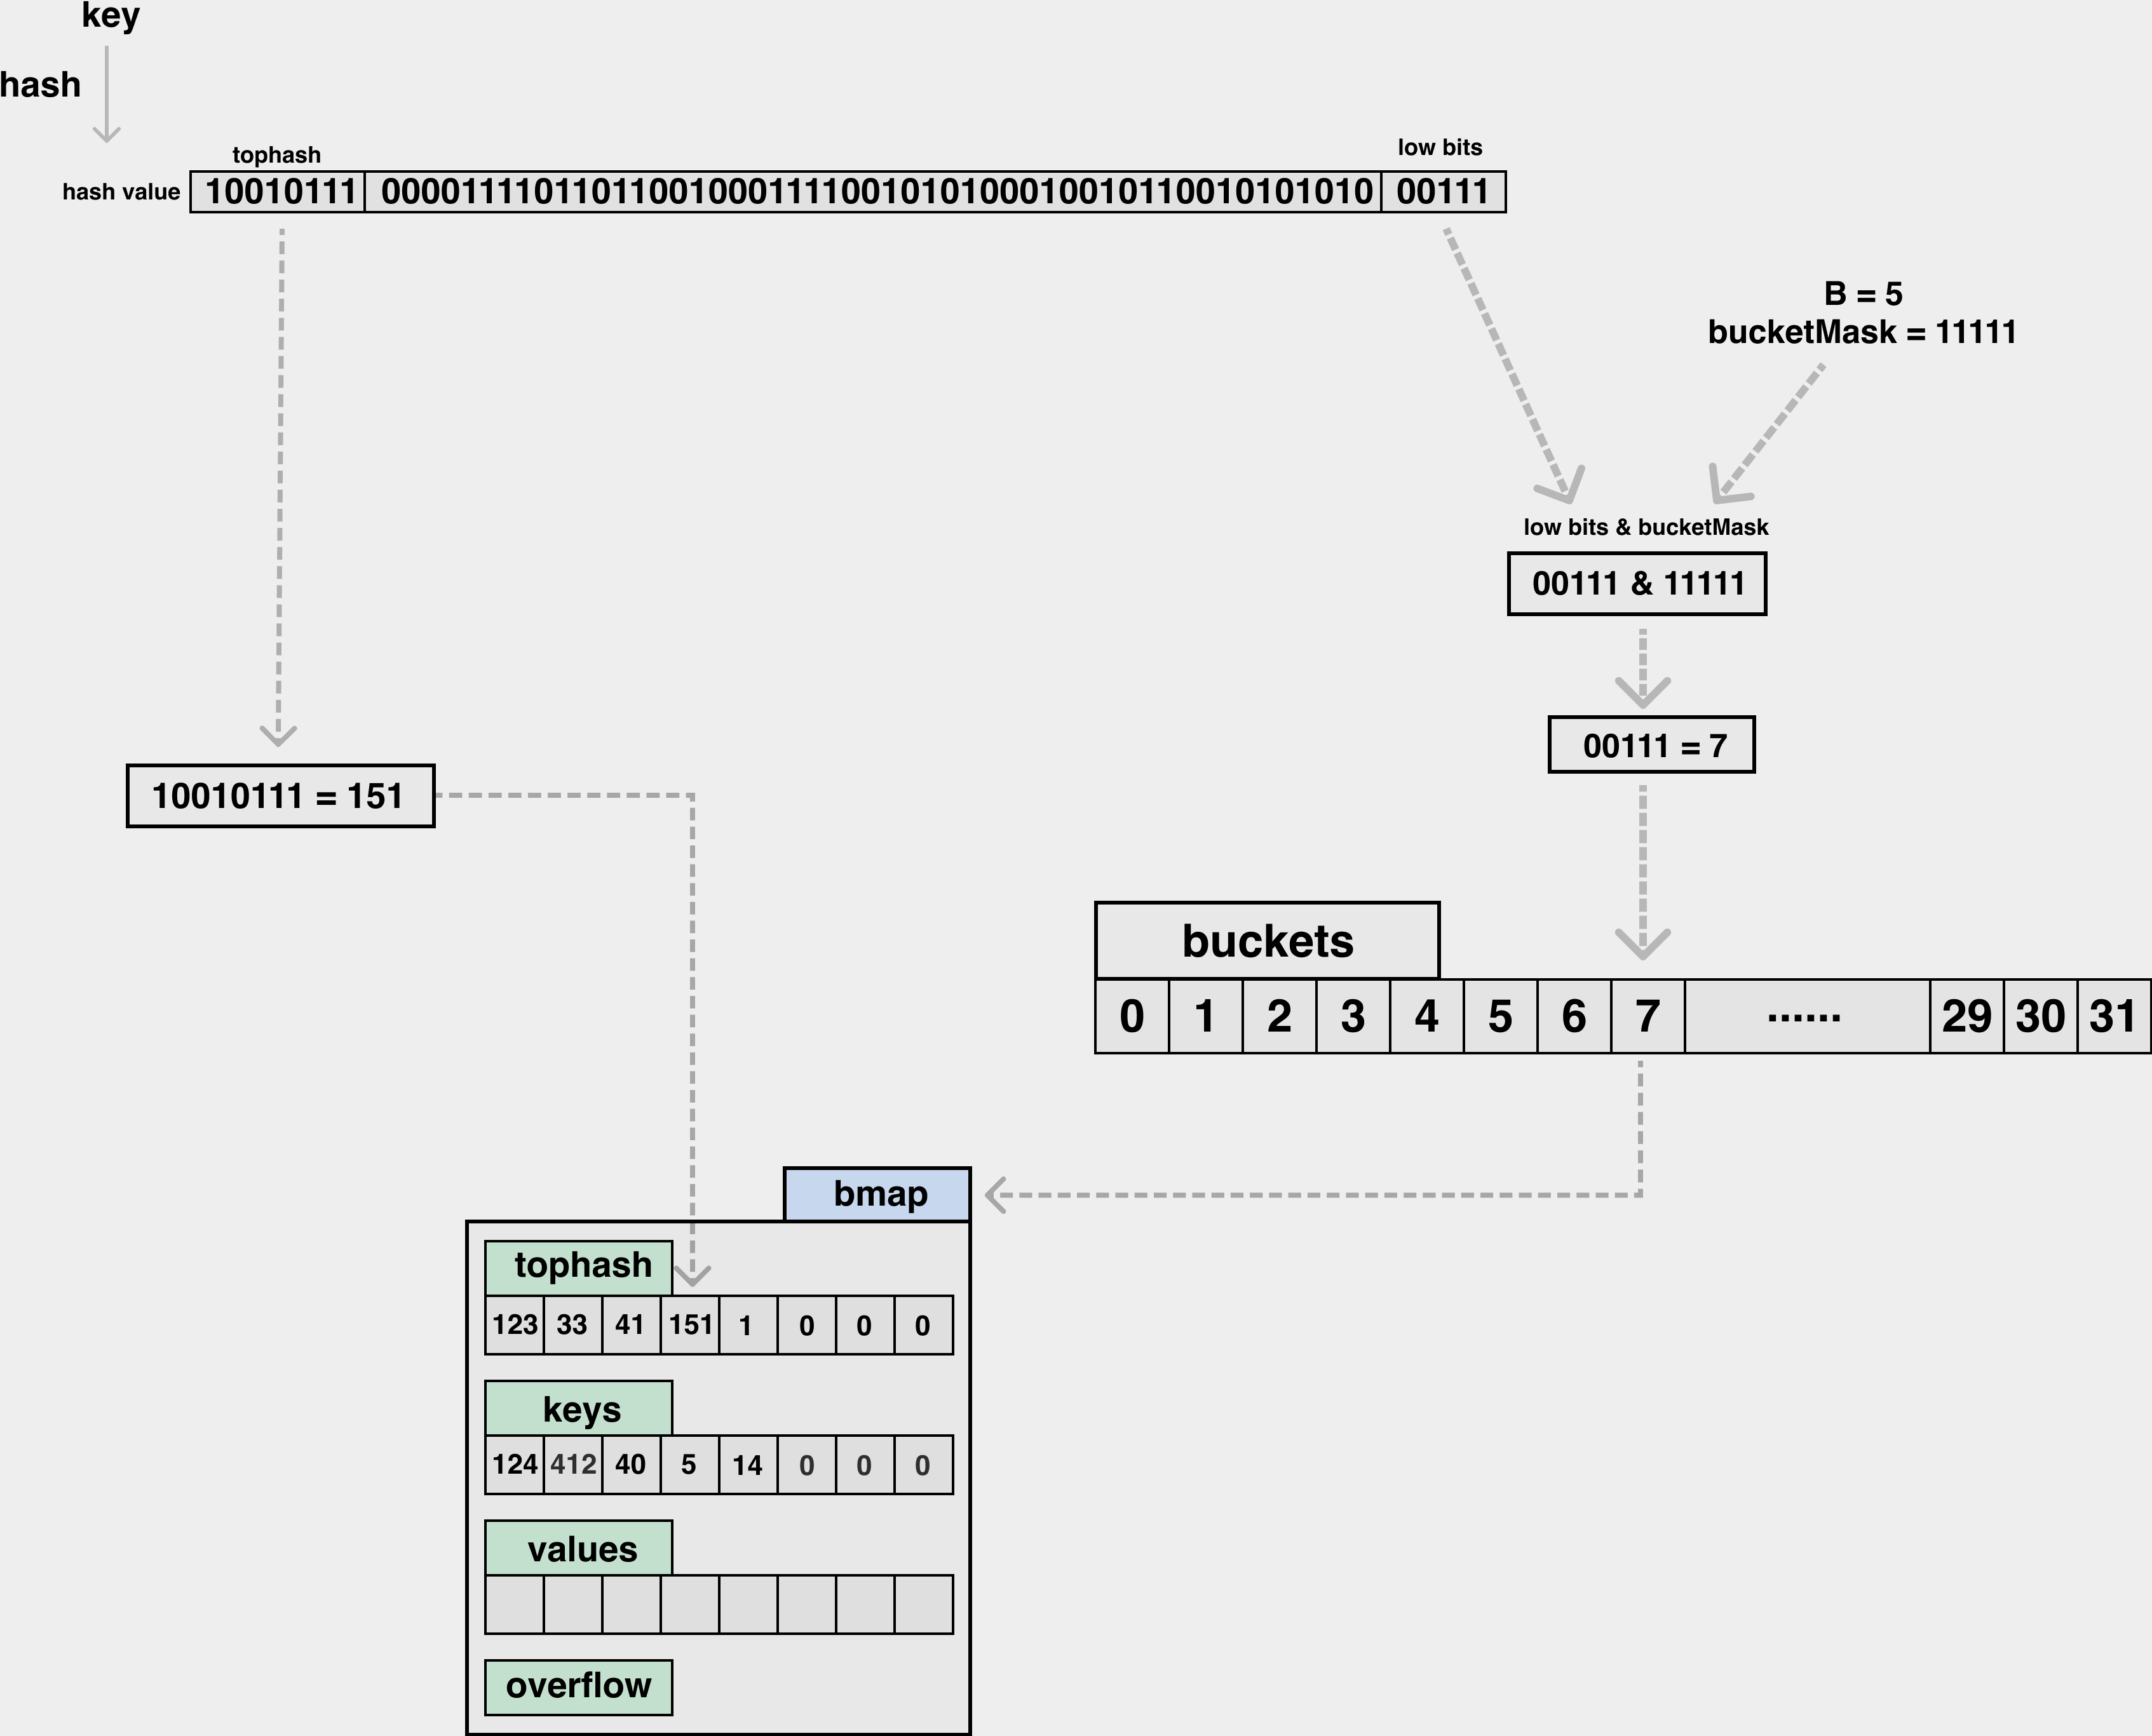 key
hash
tophash
low bits
hash value
10010111 000011110110110010001111001010100010010110010101010 00111
B = 5
bucketMask = 11111
low bits & bucketMask
00111 & 11111
00111 = 7
10010111 = 151
buckets
0 1 2 3 4 5 6 7 ...... 29 30 31
bmap
tophash
123 33 41 151 1 0 0 0
keys
124 412 40 5 14 0 0 0
values
overflow